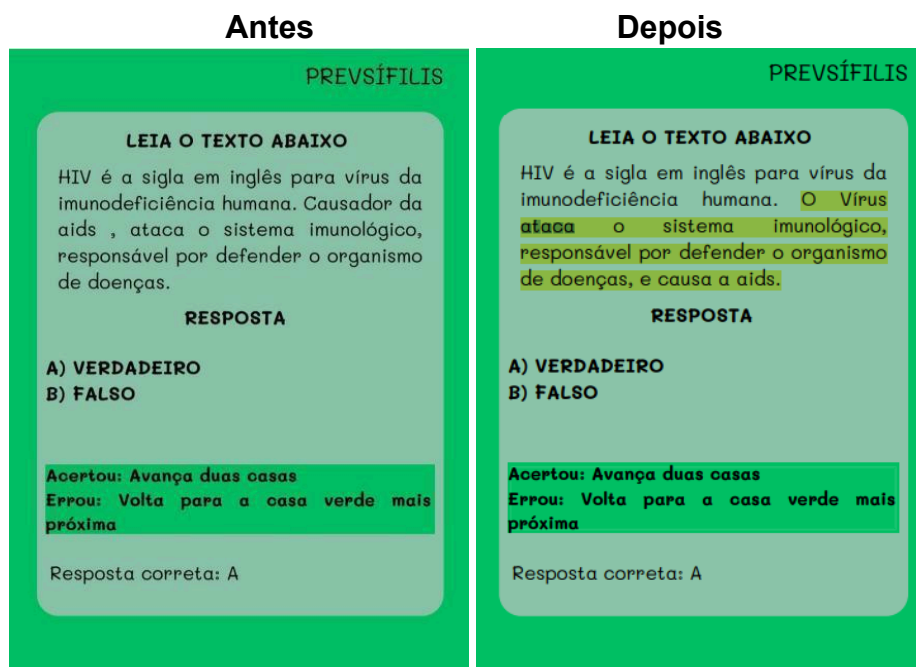 Antes
PREVSÍFILIS
LEIA O TEXTO ABAIXO
HIV é a sigla em inglês para vírus da
imunodeficiência humana. Causador da
aids , ataca o sistema imunológico,
responsável por defender o organismo
de doenças.
RESPOSTA
A) VERDADEIRO
B) FALSO
Acertou: Avança duas casas
Errou: Volta para a casa verde mais
próxima
Resposta correta: A
Depois
PREVSÍFILIS
LEIA O TEXTO ABAIXO
HIV é a sigla em inglês para vírus da
imunodeficiência humana. O Vírus
ataca o sistema imunológico,
responsável por defender o organismo
de doenças, e causa a aids.
RESPOSTA
A) VERDADEIRO
B) FALSO
Acertou: Avança duas casas
Errou: Volta para a casa verde mais
próxima
Resposta correta: A